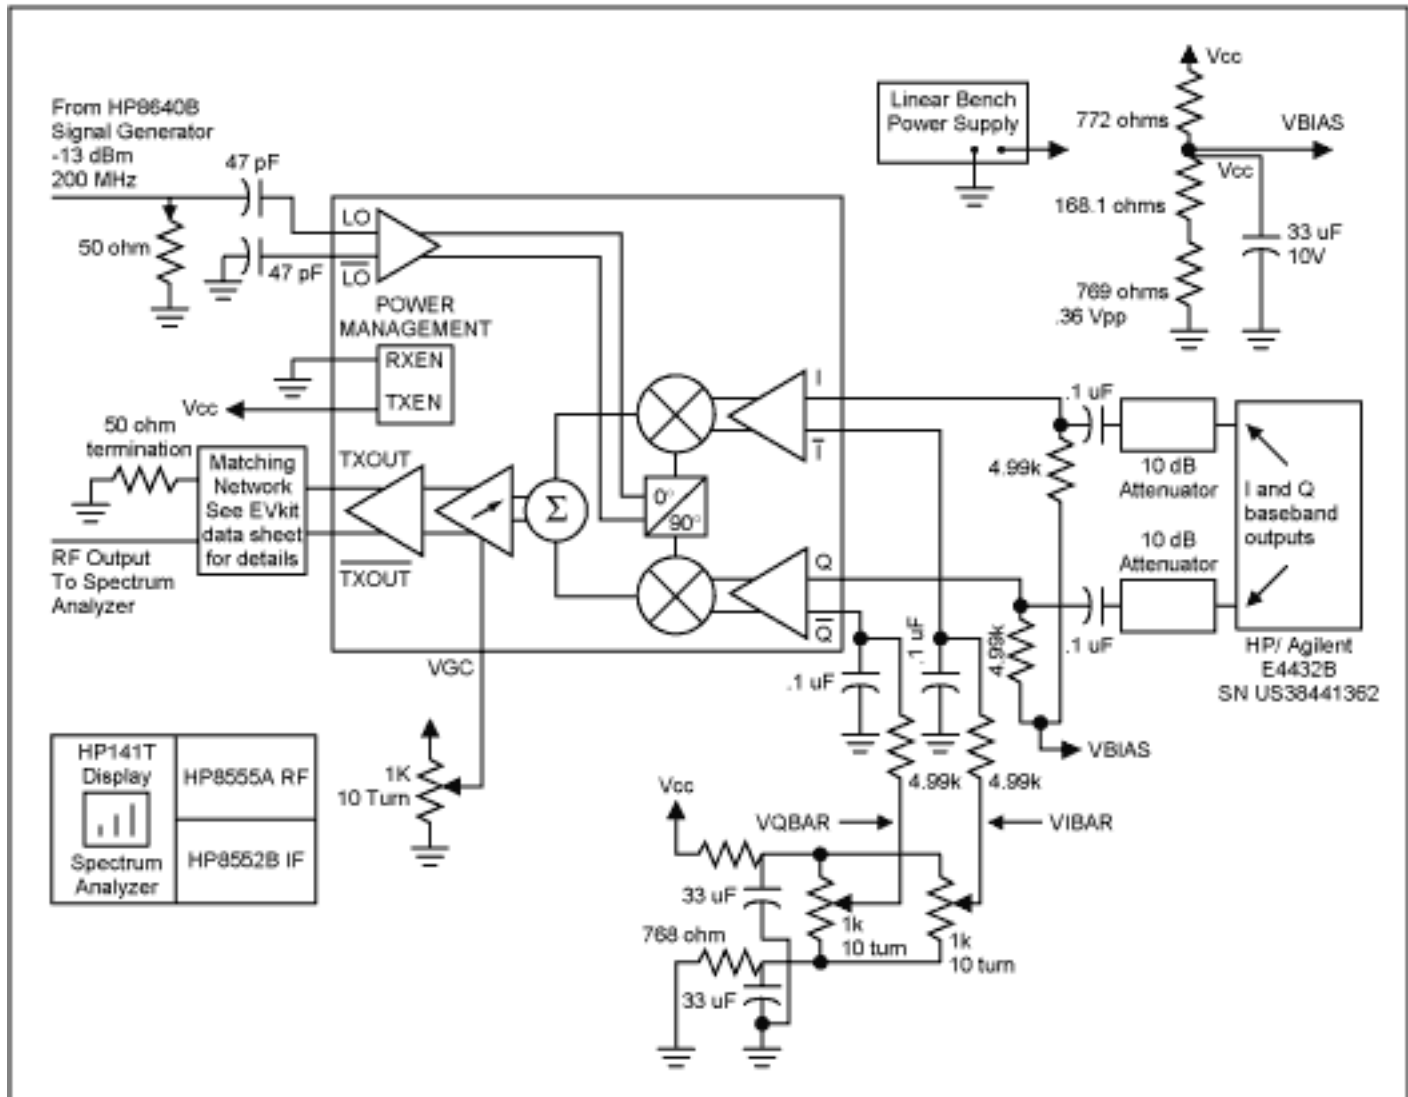 From HP8640B
Signal Generator
-13 dBm
200 MHz
47 pF
50 ohm
47 pF
LO
LO
POWER
MANAGEMENT
RXEN
TXEN
Vcc
50 ohm
termination
Matching
Network
See EVkit
data sheet
for details
RF Output
To Spectrum
Analyzer
TXOUT
TXOUT
Σ
0°
90°
I
I
Q
Q
VGC
1K
10 Turn
HP141T
Display
Spectrum
Analyzer
HP8555A RF
HP8552B IF
Linear Bench
Power Supply
Vcc
772 ohms
VBIAS
Vcc
168.1 ohms
33 uF
10V
769 ohms
.36 Vpp
.1 uF
4.99k
10 dB
Attenuator
I and Q
baseband
outputs
10 dB
Attenuator
.1 uF
HP/ Agilent
E4432B
SN US38441362
4.99k
.1 uF
.1 uF
VBIAS
4.99k
4.99k
VQBAR
VIBAR
Vcc
33 uF
1k
10 turn
1k
10 turn
768 ohm
33 uF